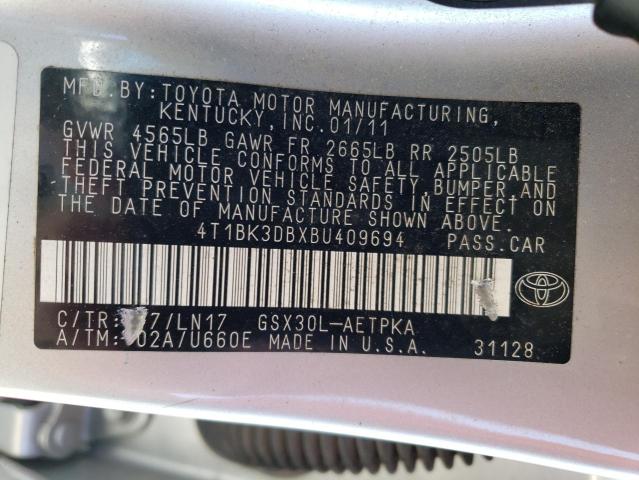 MFD. BY: TOYOTA MOTOR MANUFACTURING,
KENTUCKY, INC. 01/11
GVWR 4565LB GAWR FR 2665LB RR 2505LB
THIS VEHICLE CONFORMS TO ALL APPLICABLE
FEDERAL MOTOR VEHICLE SAFETY, BUMPER AND
THEFT PREVENTION STANDARDS IN EFFECT ON
THE DATE OF MANUFACTURE SHOWN ABOVE.
4T1BK3DBXBU409694 PASS.CAR
C/TR: 7/LN17 GSX30L-AETPKA
A/TM: 02A/U660E MADE IN U.S.A. 31128